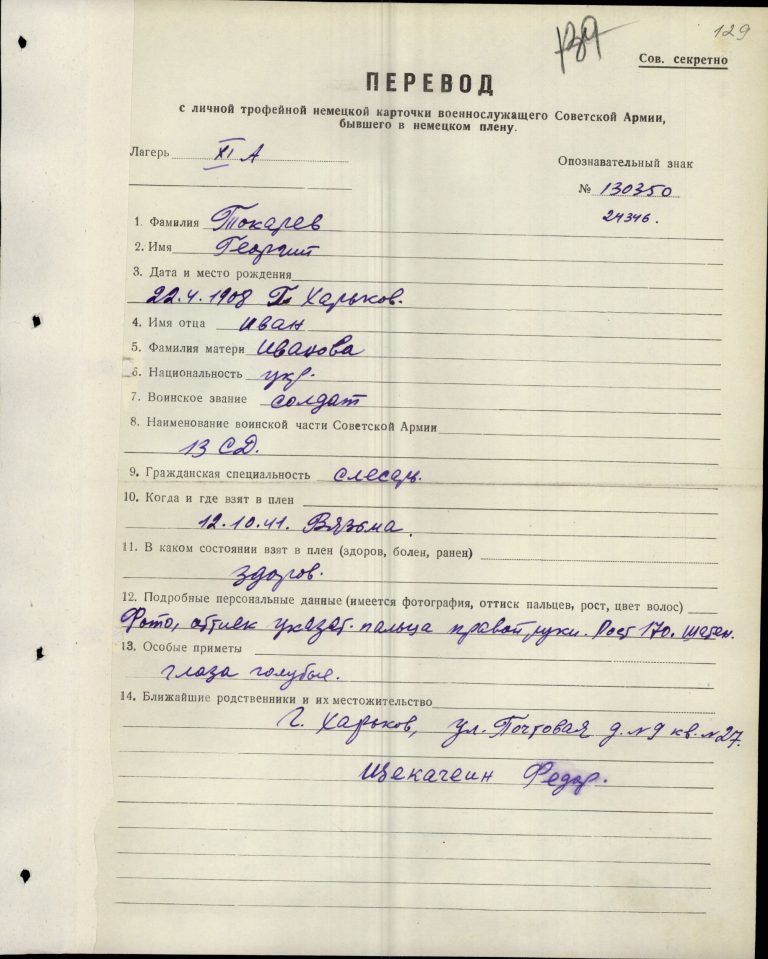 129
139
Сов. секретно
ПЕРЕВОД
с личной трофейной немецкой карточки военнослужащего Советской Армии,
бывшего в немецком плену.
Лагерь XI А
Опознавательный знак
№ 130350
24346.
1. Фамилия Токарев
2. Имя Георгий
3. Дата и место рождения
22.4.1908 Г. Харьков.
4. Имя отца Иван
5. Фамилия матери Иванова
6. Национальность укр.
7. Воинское звание солдат
8. Наименование воинской части Советской Армии
13 СД.
9. Гражданская специальность слесарь.
10. Когда и где взят в плен
12.10.41. Вязьма.
11. В каком состоянии взят в плен (здоров, болен, ранен)
здоров.
12. Подробные персональные данные (имеется фотография, оттиск пальцев, рост, цвет волос)
Фото, оттиск указат. пальца правой руки. Рост 170. шатен.
13. Особые приметы
глаза голубые.
14. Ближайшие родственники и их местожительство
Г. Харьков, ул. Почтовая д. №9 кв. №27.
Федор.